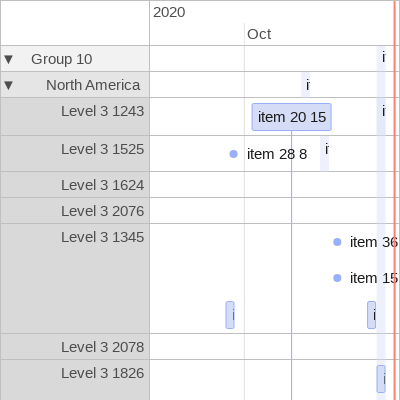 2020
Oct
▼ Group 10
▼ North America
Level 3 1243 item 20 15
Level 3 1525 item 28 8
Level 3 1624
Level 3 2076
Level 3 1345 item 36
item 15
Level 3 2078
Level 3 1826